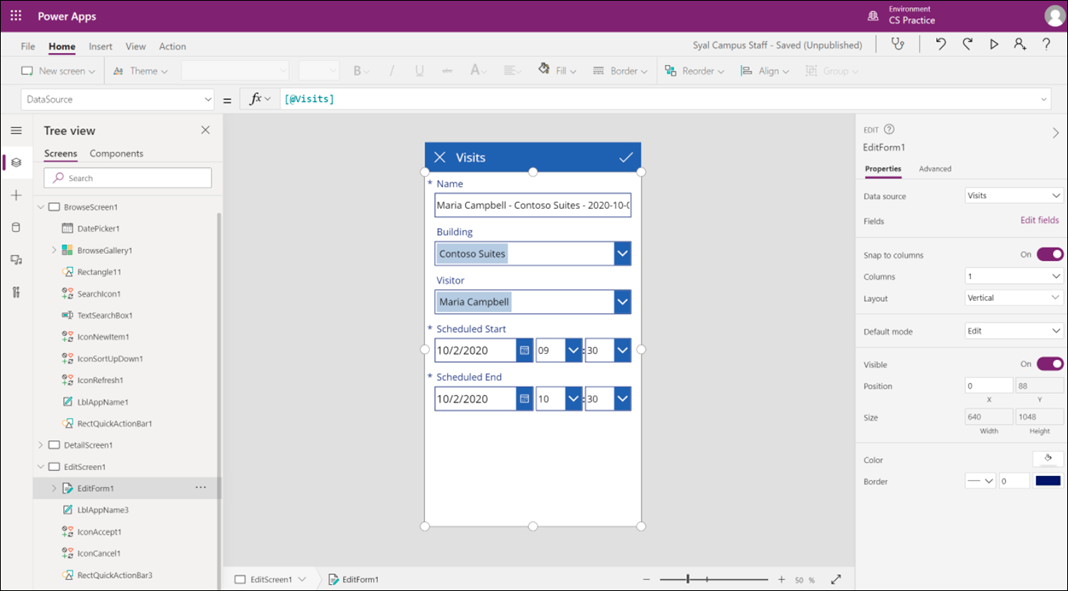 Power Apps
Environment
CS Practice
File Home Insert View Action
Syal Campus Staff - Saved (Unpublished)
New screen Theme B / U abc A Fill Border Reorder Align Group
DataSource = fx [@Visits]
Tree view
Screens Components
Search
BrowseScreen1
DatePicker1
BrowseGallery1
Rectangle11
SearchIcon1
TextSearchBox1
IconNewItem1
IconSortUpDown1
IconRefresh1
LblAppName1
RectQuickActionBar1
DetailScreen1
EditScreen1
EditForm1 ...
LblAppName3
IconAccept1
IconCancel1
RectQuickActionBar3
Visits
* Name
Maria Campbell - Contoso Suites - 2020-10-0
Building
Contoso Suites
Visitor
Maria Campbell
* Scheduled Start
10/2/2020 09 : 30
* Scheduled End
10/2/2020 10 : 30
EditScreen1 EditForm1
50 %
EDIT ?
EditForm1
Properties Advanced
Data source Visits
Fields Edit fields
Snap to columns On
Columns 1
Layout Vertical
Default mode Edit
Visible On
Position 0 88
X Y
Size 640 1048
Width Height
Color
Border 0